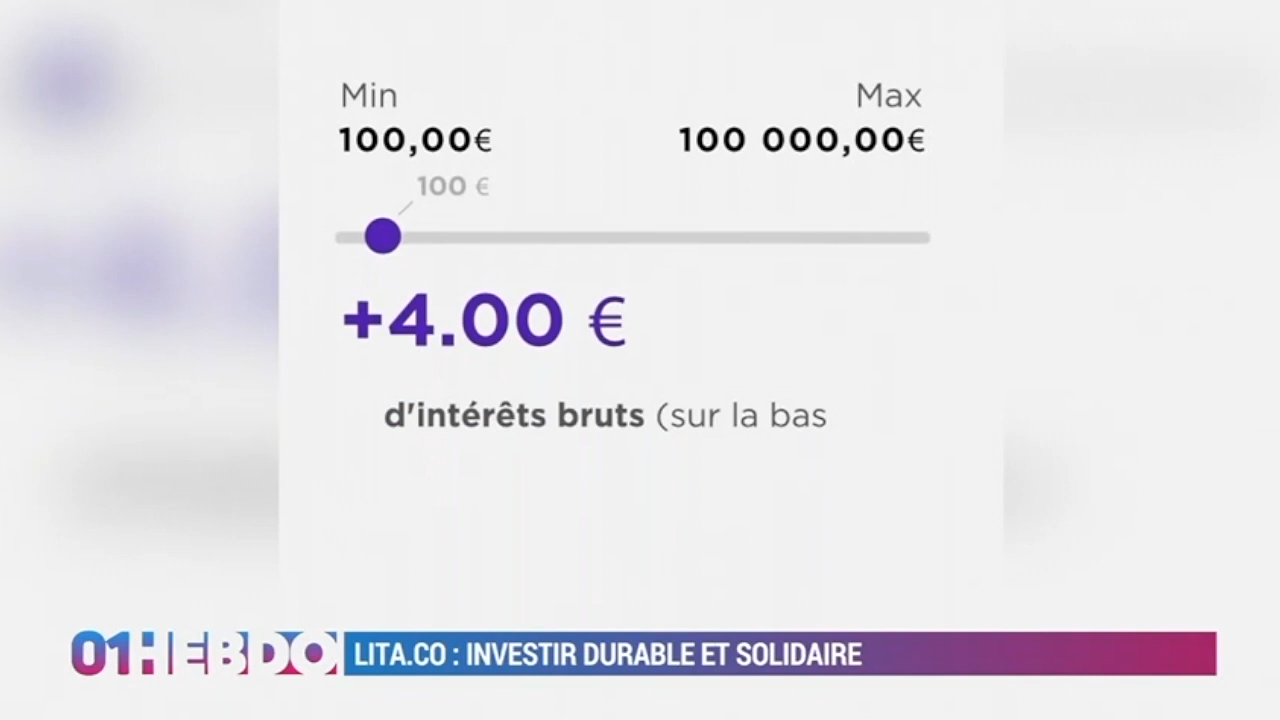 Min Max
100,00€ 100 000,00€
100 €
+4.00 €
d'intérêts bruts (sur la bas
01HEBDO LITA.CO : INVESTIR DURABLE ET SOLIDAIRE